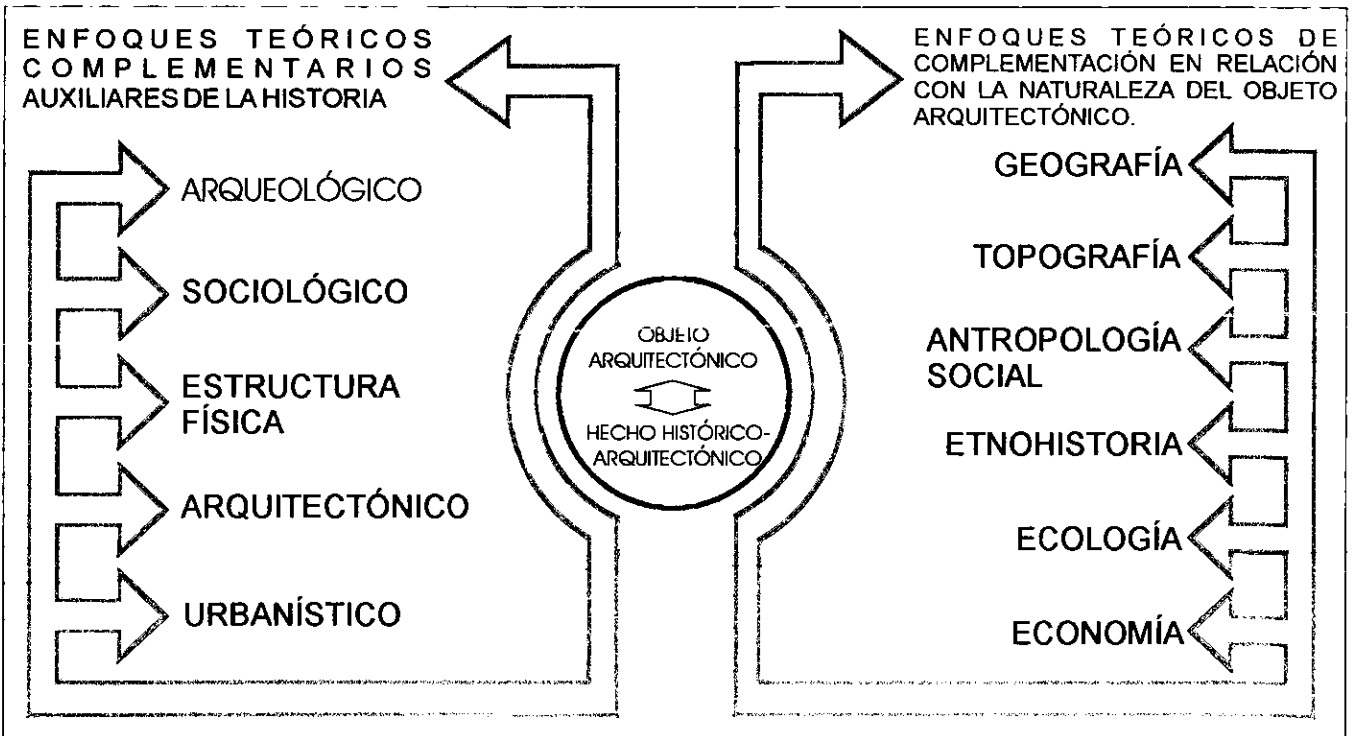 ENFOQUES TEÓRICOS
COMPLEMENTARIOS
AUXILIARES DE LA HISTORIA
ARQUEOLÓGICO
SOCIOLÓGICO
ESTRUCTURA
FÍSICA
ARQUITECTÓNICO
URBANÍSTICO
OBJETO
ARQUITECTÓNICO
HECHO HISTÓRICO-
ARQUITECTÓNICO
ENFOQUES TEÓRICOS DE
COMPLEMENTACIÓN EN RELACIÓN
CON LA NATURALEZA DEL OBJETO
ARQUITECTÓNICO.
GEOGRAFÍA
TOPOGRAFÍA
ANTROPOLOGÍA
SOCIAL
ETNOHISTORIA
ECOLOGÍA
ECONOMÍA